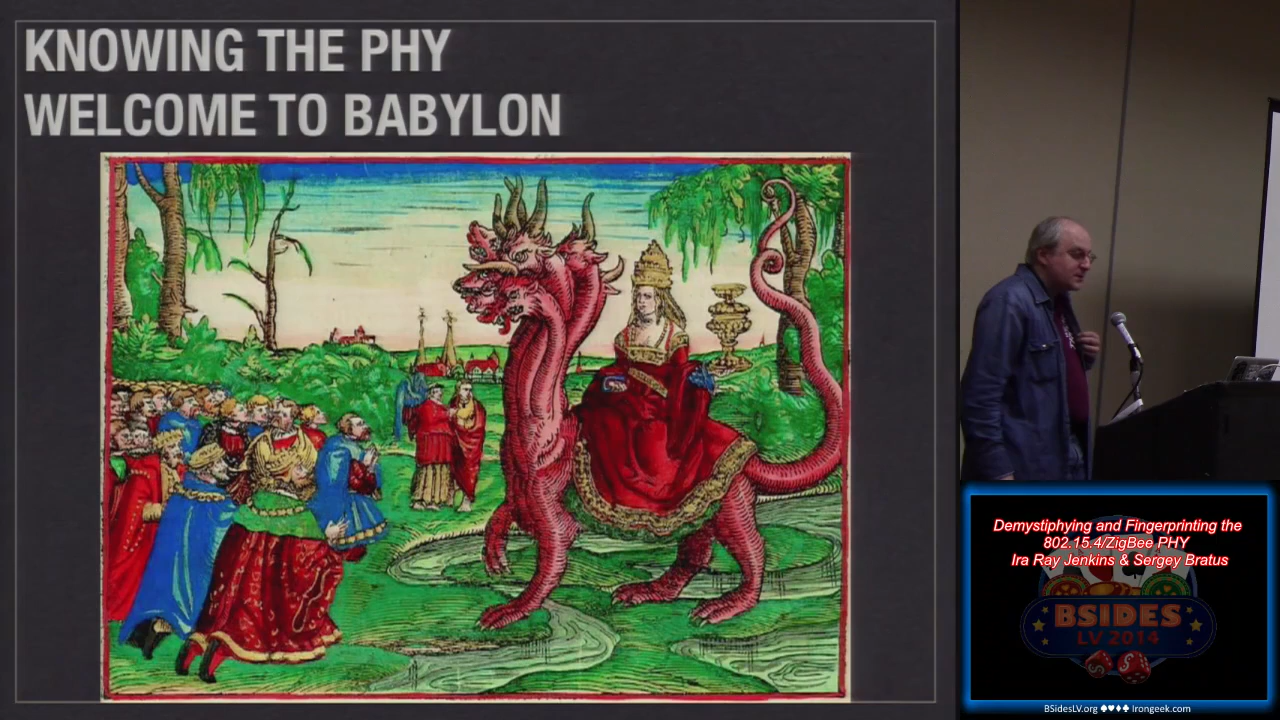 KNOWING THE PHY
WELCOME TO BABYLON
Demystiphying and Fingerprinting the
802.15.4/ZigBee PHY
Ira Ray Jenkins & Sergey Bratus
BSIDES
LV 2014
BSidesLV.org ♠♥♦♣ Irongeek.com